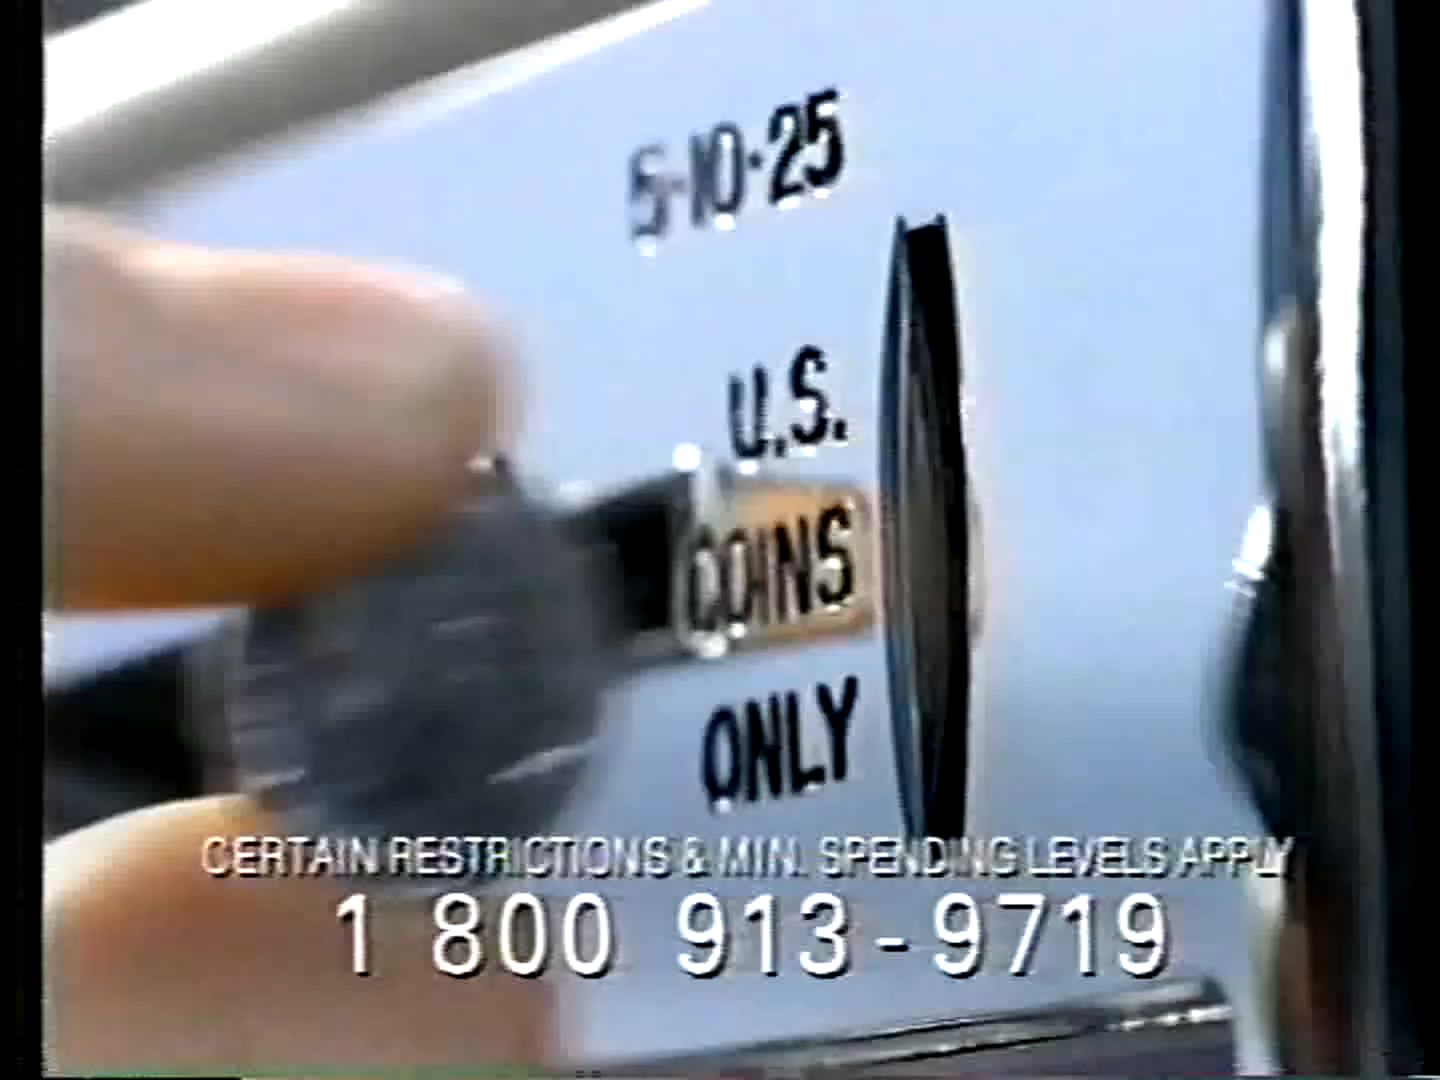 5·10·25
U.S.
COINS
ONLY
CERTAIN RESTRICTIONS & MIN. SPENDING LEVELS APPLY
1 800 913-9719